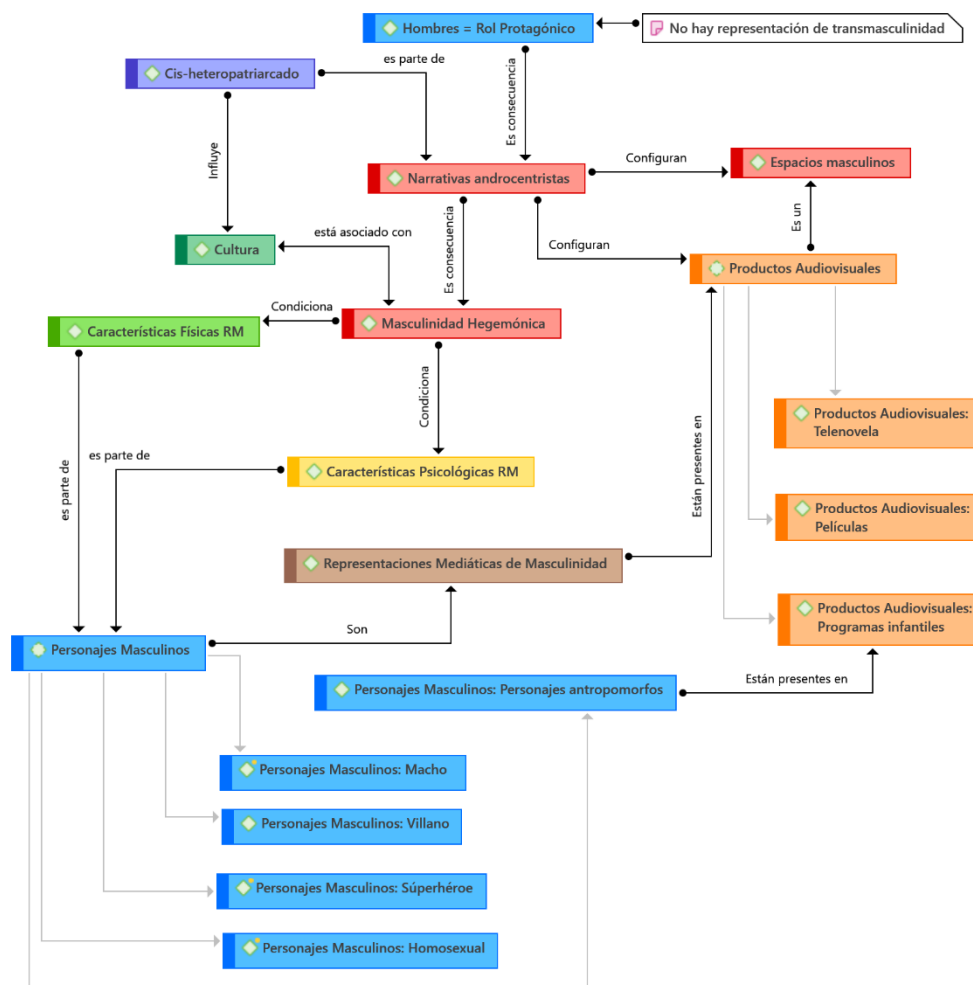 Hombres = Rol Protagónico
No hay representación de transmasculinidad
es parte de
Cis-heteropatriarcado
Es consecuencia
Influye
Configuran
Espacios masculinos
Narrativas androcentristas
Es un
está asociado con
Es consecuencia
Configuran
Cultura
Productos Audiovisuales
Condiciona
Características Físicas RM
Masculinidad Hegemónica
Condiciona
Productos Audiovisuales:
Telenovela
es parte de
es parte de
Están presentes en
Características Psicológicas RM
Productos Audiovisuales:
Películas
Representaciones Mediáticas de Masculinidad
Productos Audiovisuales:
Programas infantiles
Son
Personajes Masculinos
Están presentes en
Personajes Masculinos: Personajes antropomorfos
Personajes Masculinos: Macho
Personajes Masculinos: Villano
Personajes Masculinos: Súperhéroe
Personajes Masculinos: Homosexual